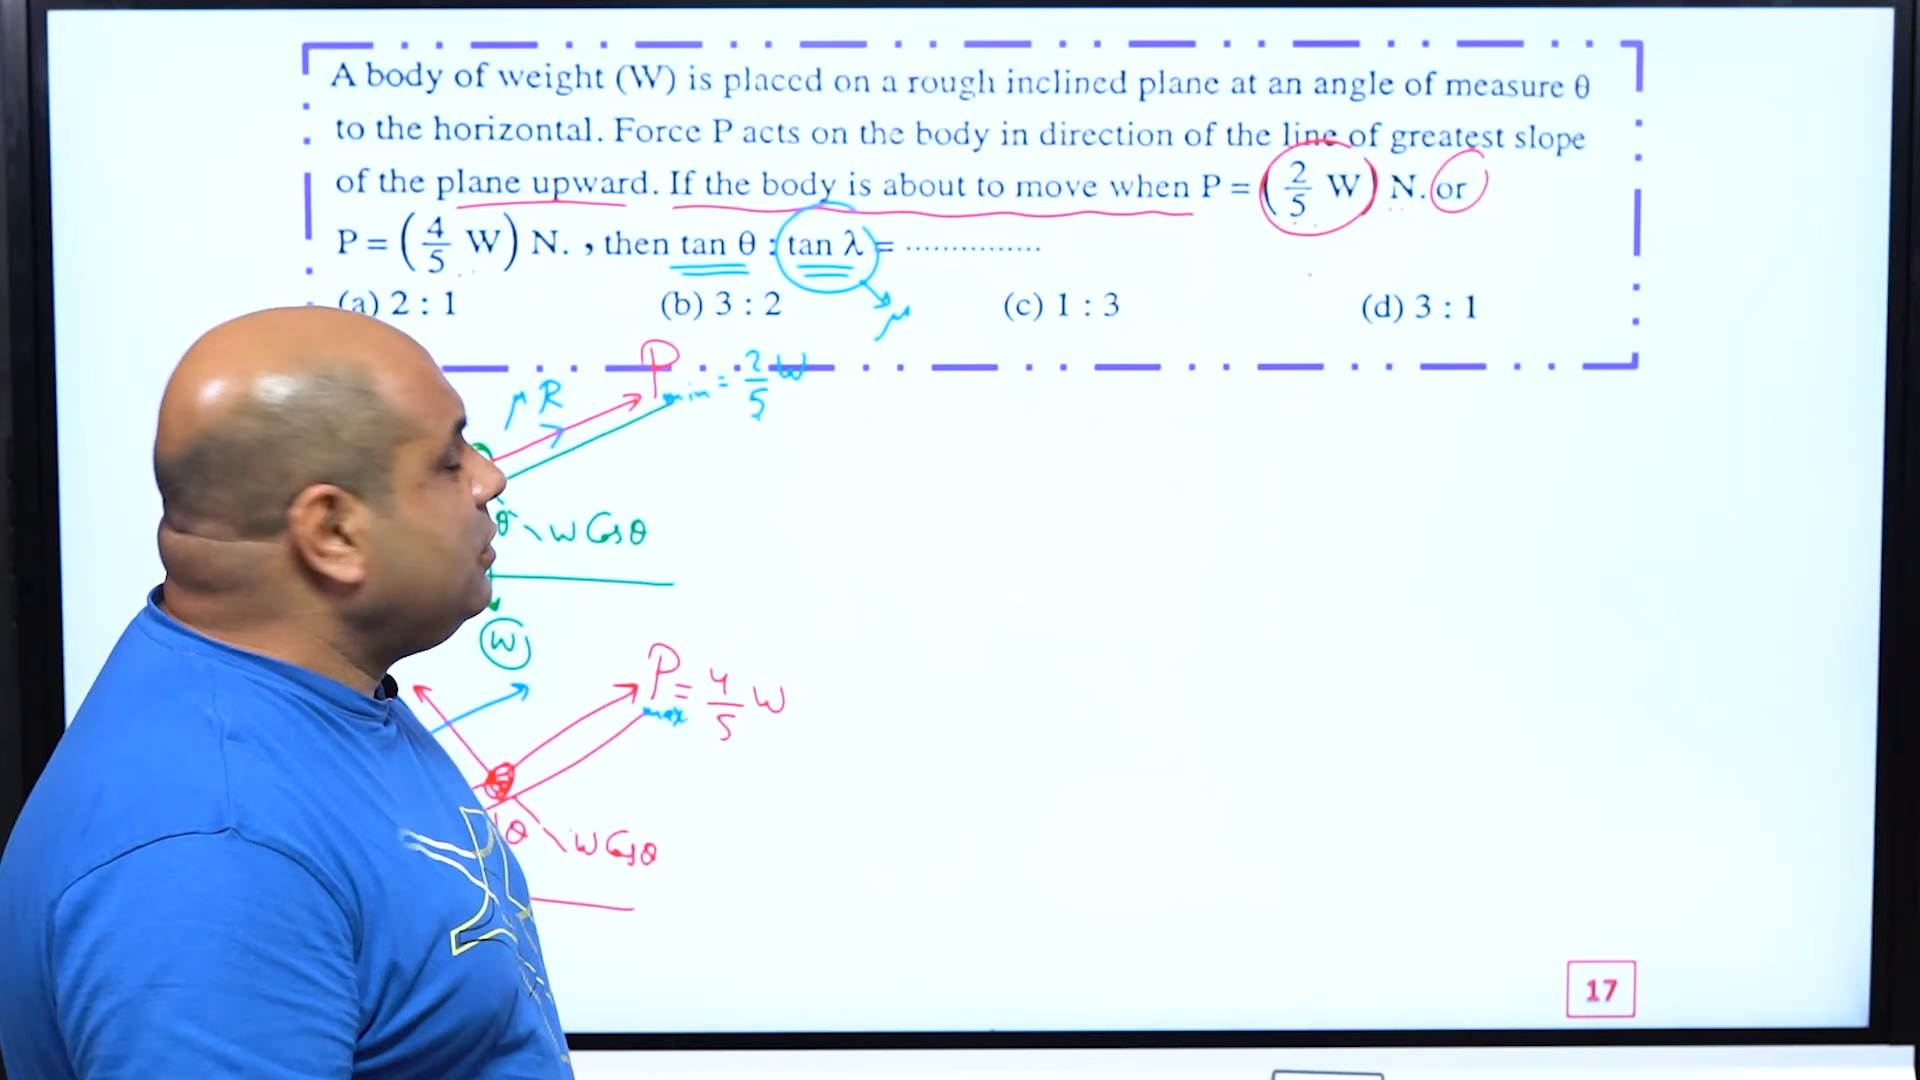 A body of weight (W) is placed on a rough inclined plane at an angle of measure θ
to the horizontal. Force P acts on the body in direction of the line of greatest slope
of the plane upward. If the body is about to move when P = (2/5 W) N. or
P = (4/5 W) N. , then tan θ : tan λ = ...............
(a) 2 : 1 (b) 3 : 2 (c) 1 : 3 (d) 3 : 1
μ
μ R P min = 2/5 W
θ W Cos θ
W
P max = 4/5 W
θ W Cos θ
17